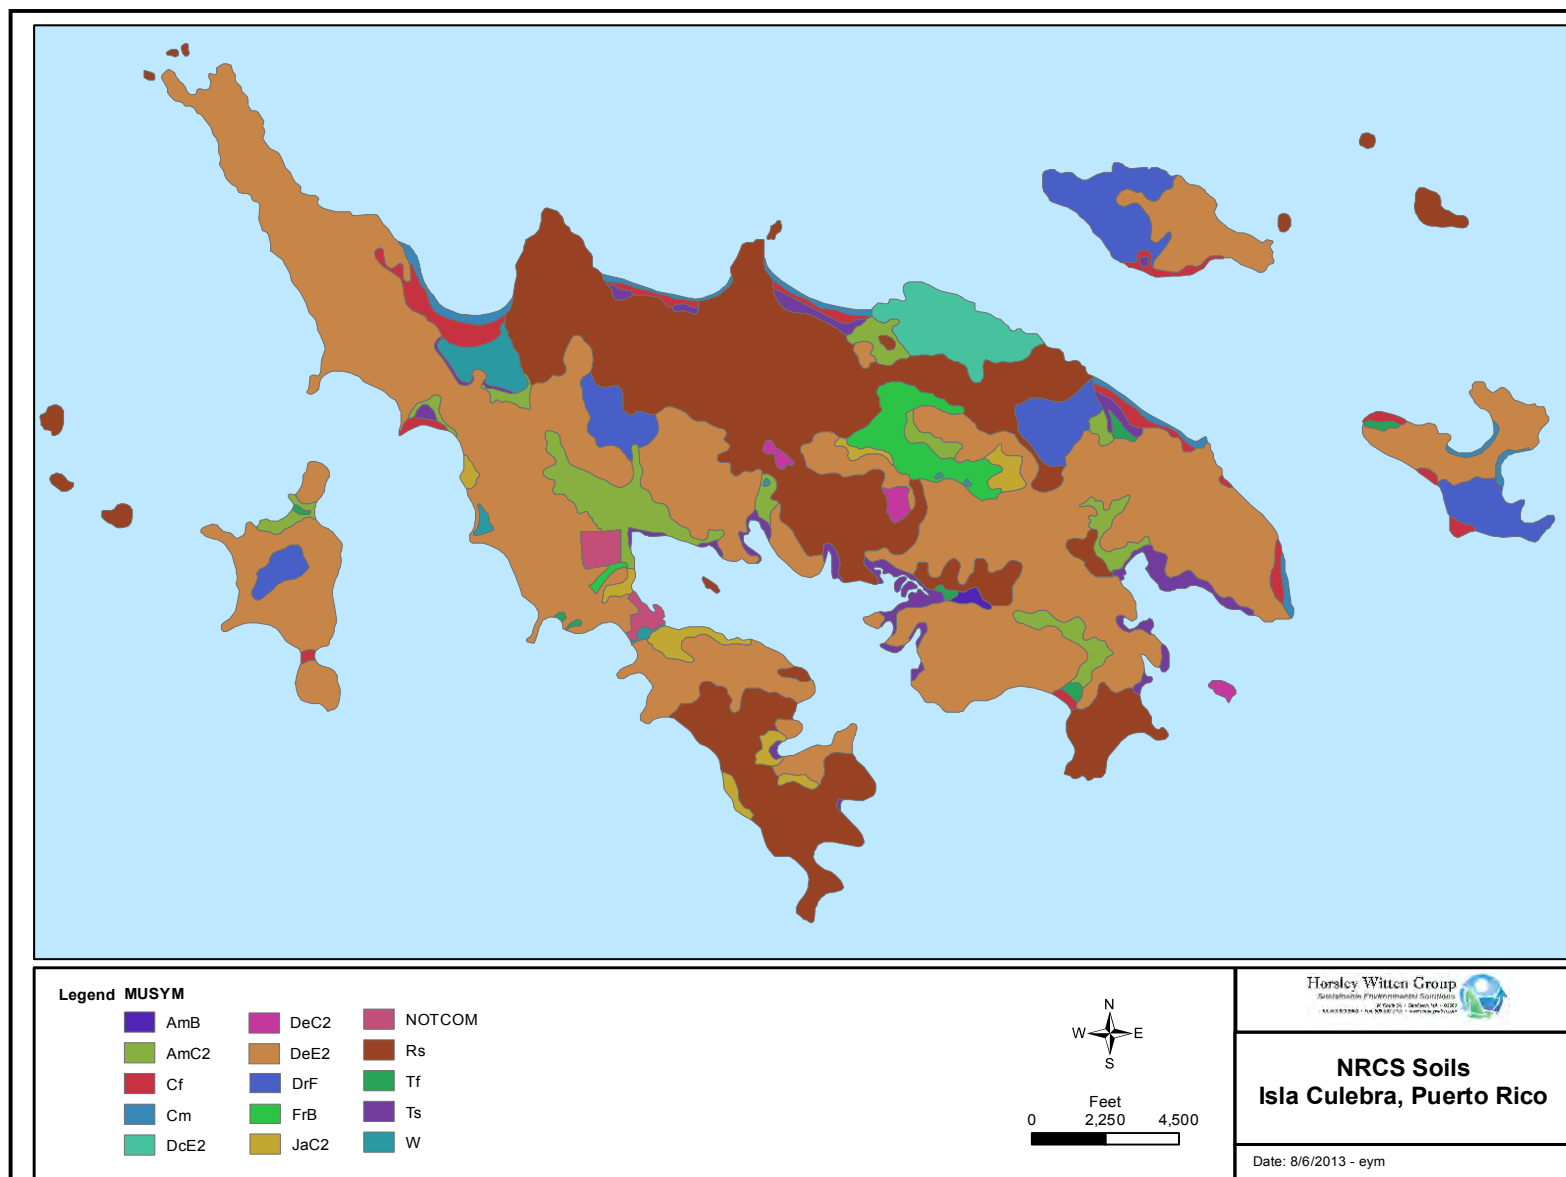 Legend MUSYM
AmB
AmC2
Cf
Cm
DcE2
DeC2
DeE2
DrF
FrB
JaC2
NOTCOM
Rs
Tf
Ts
W
N
W E
S
Feet
0 2,250 4,500
Horsley Witten Group
Sustainable Environmental Solutions
NRCS Soils
Isla Culebra, Puerto Rico
Date: 8/6/2013 - eym